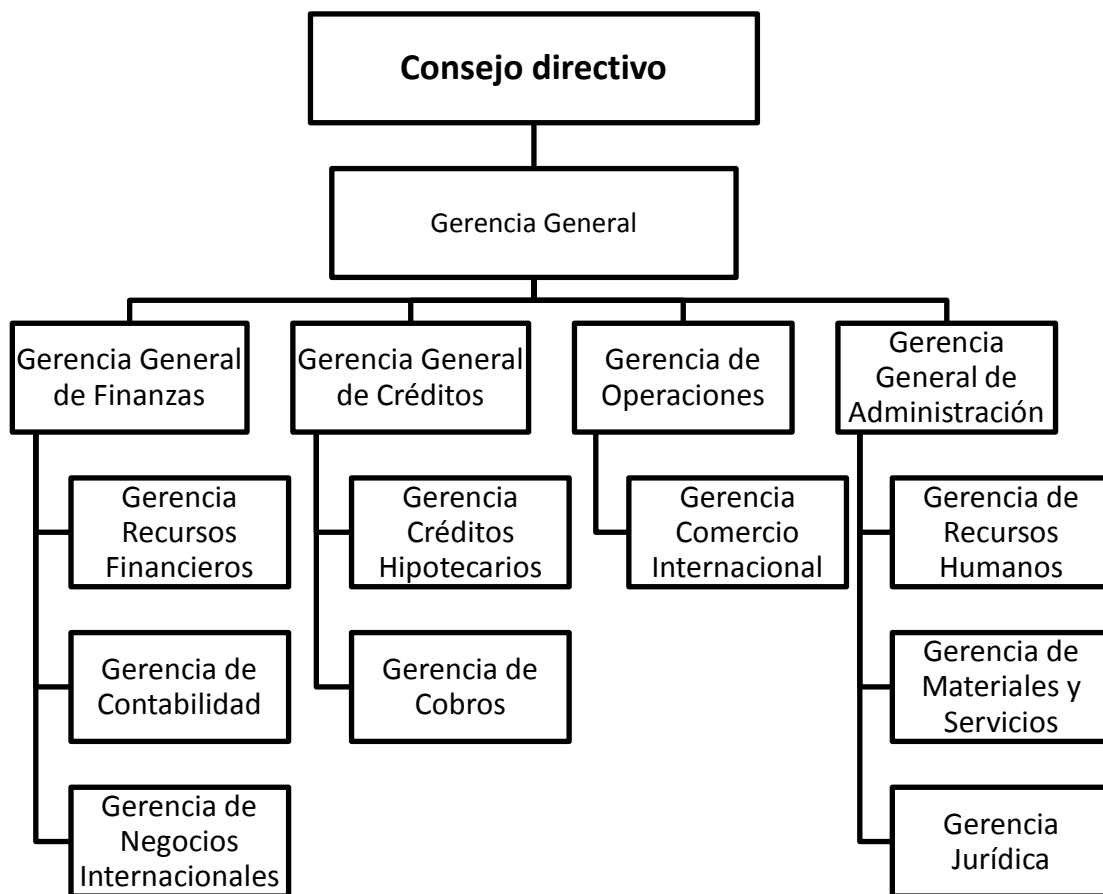 Consejo directivo
Gerencia General
Gerencia General
de Finanzas
Gerencia General
de Créditos
Gerencia de
Operaciones
Gerencia
General de
Administración
Gerencia
Recursos
Financieros
Gerencia
Créditos
Hipotecarios
Gerencia
Comercio
Internacional
Gerencia de
Recursos
Humanos
Gerencia de
Contabilidad
Gerencia de
Cobros
Gerencia de
Materiales y
Servicios
Gerencia de
Negocios
Internacionales
Gerencia
Jurídica